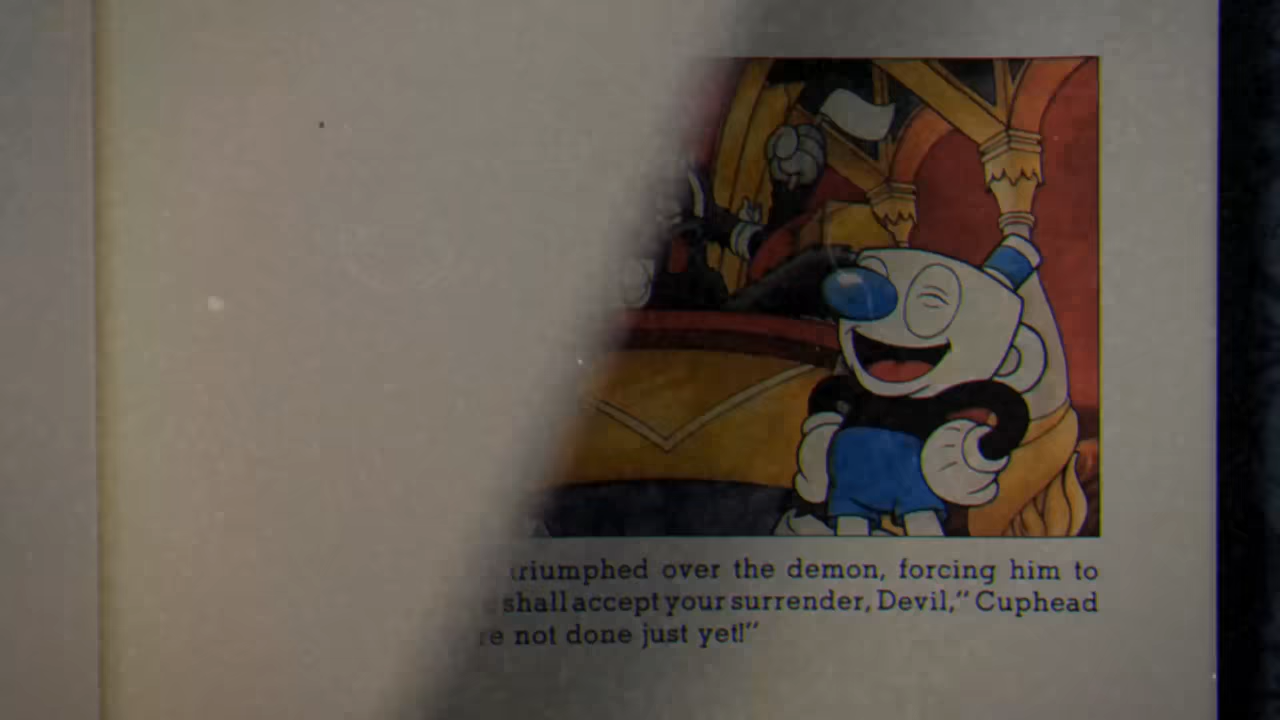 triumphed over the demon, forcing him to
shall accept your surrender, Devil,” Cuphead
re not done just yet!”